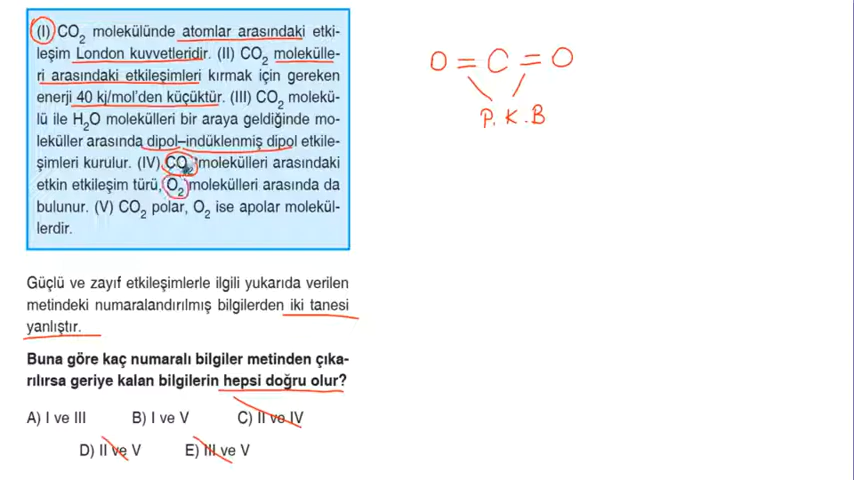 (I) CO₂ molekülünde atomlar arasındaki etki-
leşim London kuvvetleridir. (II) CO₂ molekülle-
ri arasındaki etkileşimleri kırmak için gereken
enerji 40 kj/mol'den küçüktür. (III) CO₂ molekü-
lü ile H₂O molekülleri bir araya geldiğinde mo-
leküller arasında dipol–indüklenmiş dipol etkile-
şimleri kurulur. (IV) CO₂ molekülleri arasındaki
etkin etkileşim türü, O₂ molekülleri arasında da
bulunur. (V) CO₂ polar, O₂ ise apolar molekül-
lerdir.
Güçlü ve zayıf etkileşimlerle ilgili yukarıda verilen
metindeki numaralandırılmış bilgilerden iki tanesi
yanlıştır.
Buna göre kaç numaralı bilgiler metinden çıka-
rılırsa geriye kalan bilgilerin hepsi doğru olur?
A) I ve III B) I ve V C) II ve IV
D) II ve V E) III ve V
O = C = O
P.K.B